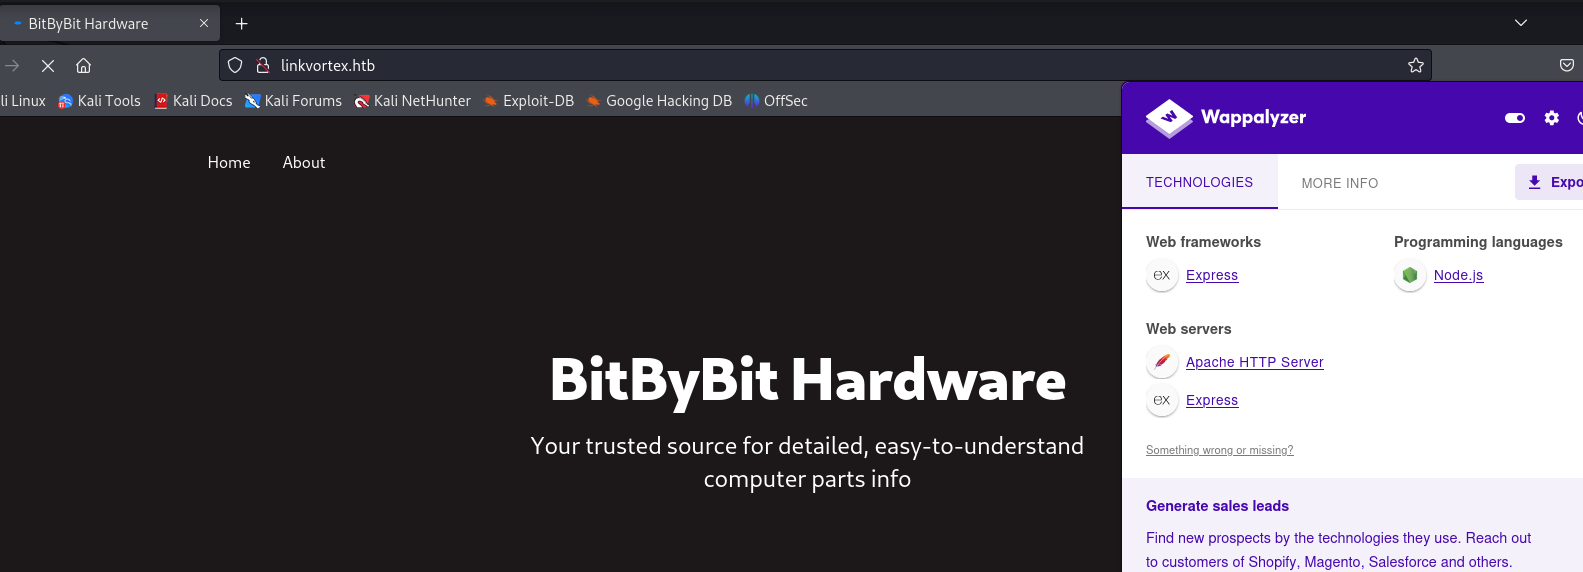 BitByBit Hardware
linkvortex.htb
li Linux Kali Tools Kali Docs Kali Forums Kali NetHunter Exploit-DB Google Hacking DB OffSec
Home About
BitByBit Hardware
Your trusted source for detailed, easy-to-understand
computer parts info
Wappalyzer
TECHNOLOGIES MORE INFO Expo
Web frameworks
Express
Programming languages
Node.js
Web servers
Apache HTTP Server
Express
Something wrong or missing?
Generate sales leads
Find new prospects by the technologies they use. Reach out
to customers of Shopify, Magento, Salesforce and others.